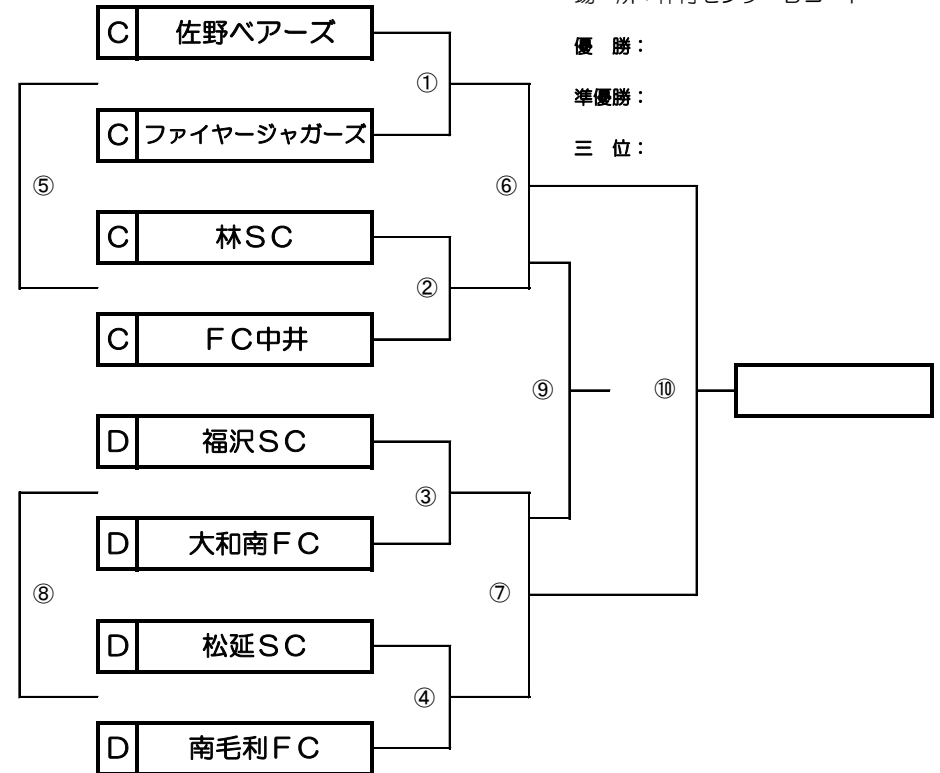 優　勝：
準優勝：
三　位：
C 佐野ベアーズ
①
C ファイヤージャガーズ
⑤
⑥
C 林ＳＣ
②
C ＦＣ中井
⑨
⑩
D 福沢ＳＣ
③
D 大和南ＦＣ
⑧
⑦
D 松延ＳＣ
④
D 南毛利ＦＣ